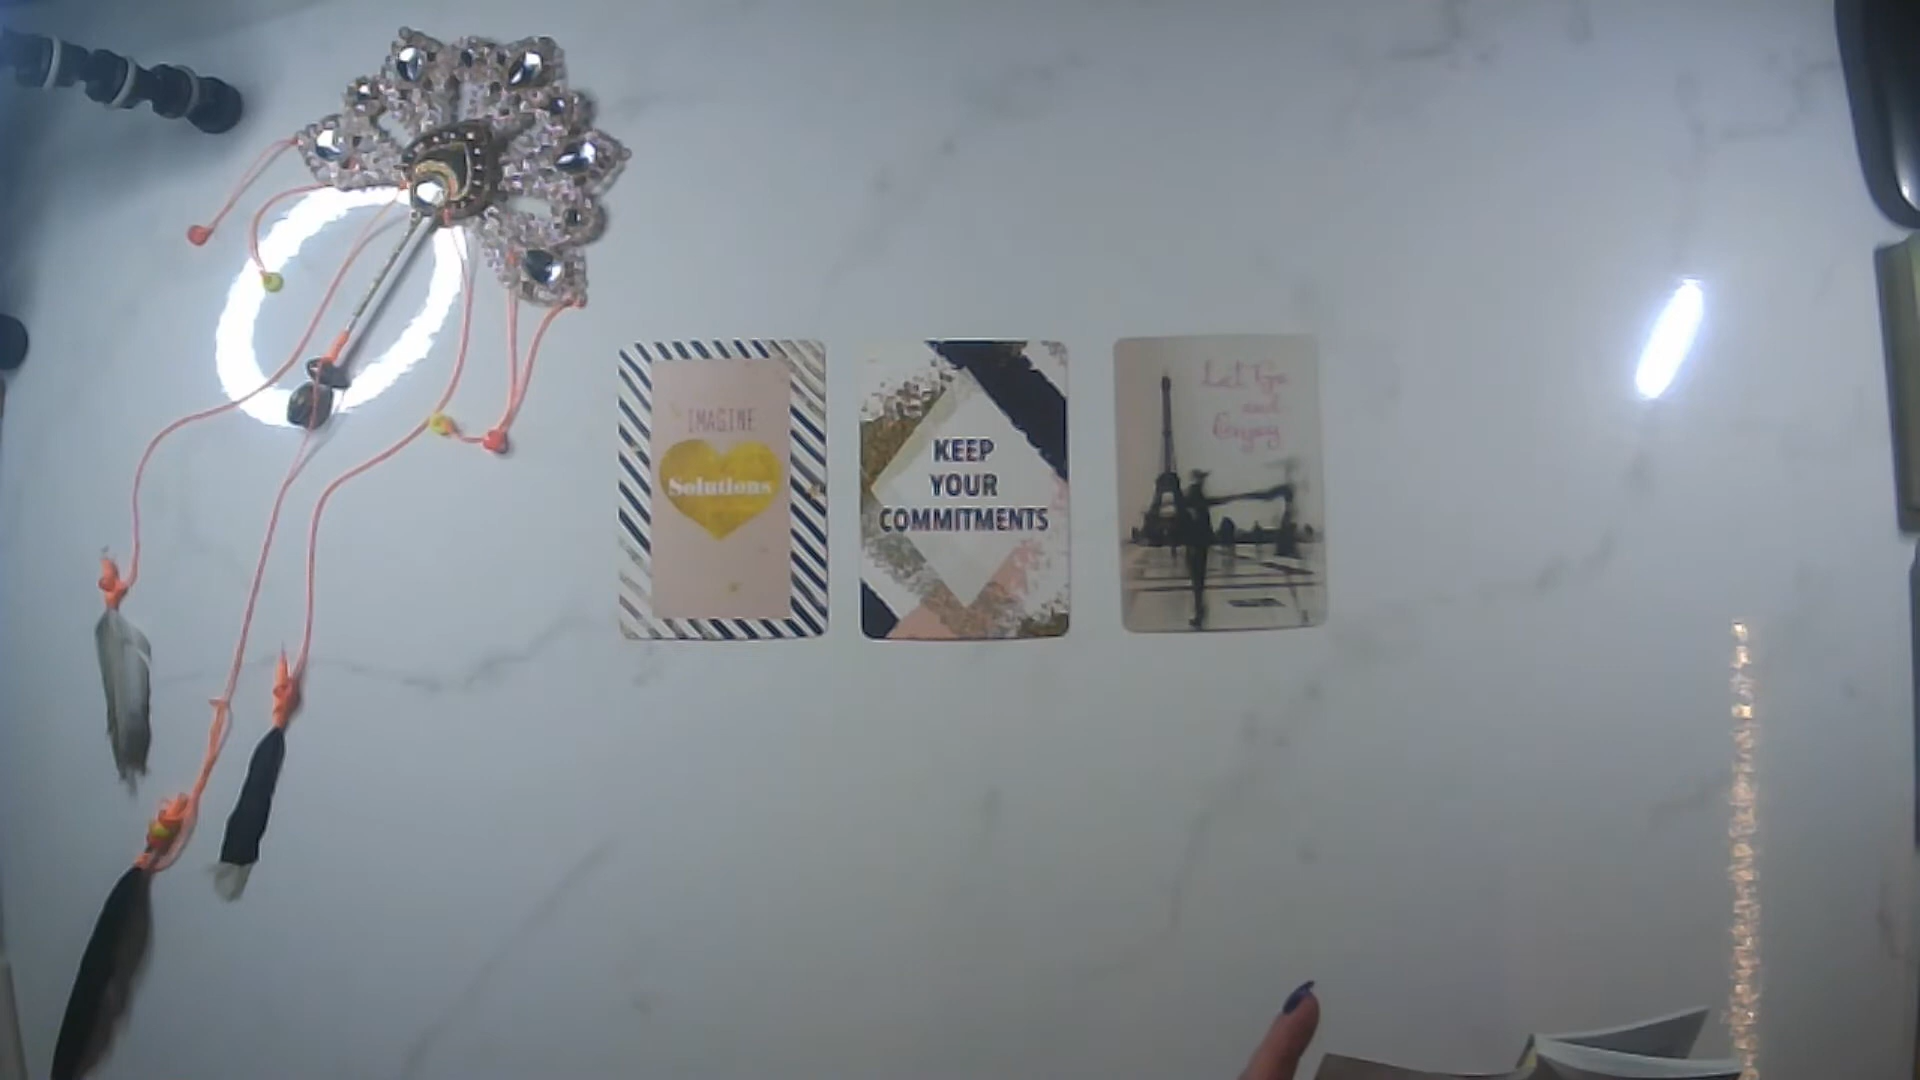 IMAGINE
Solutions
KEEP
YOUR
COMMITMENTS
Let Go
and
Enjoy